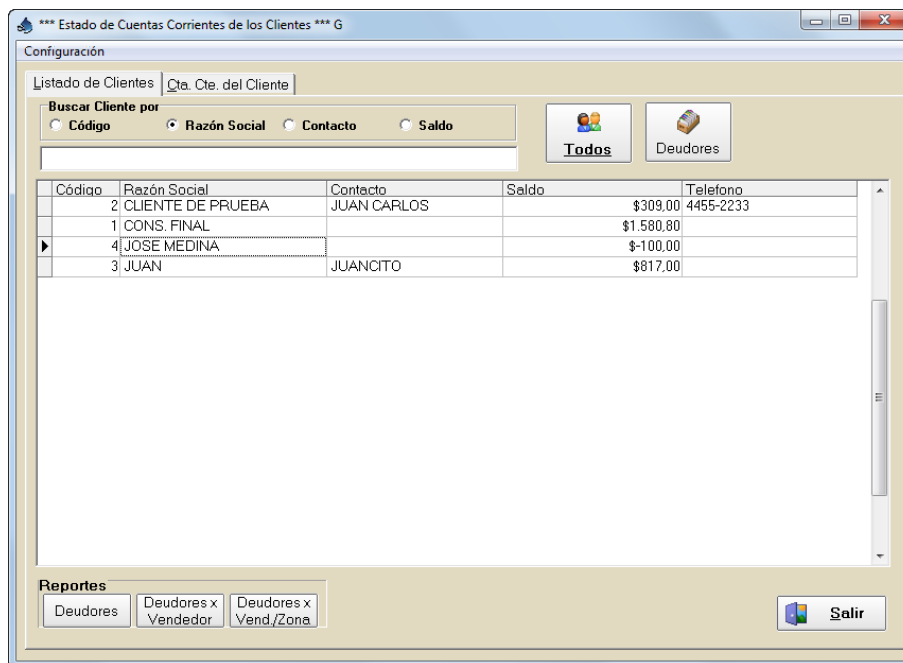 *** Estado de Cuentas Corrientes de los Clientes *** G
Configuración
Listado de Clientes Cta. Cte. del Cliente
Buscar Cliente por
Código Razón Social Contacto Saldo
Todos Deudores
Código Razón Social Contacto Saldo Telefono
2 CLIENTE DE PRUEBA JUAN CARLOS $309,00 4455-2233
1 CONS. FINAL $1.580,80
4 JOSE MEDINA $-100,00
3 JUAN JUANCITO $817,00
Reportes
Deudores
Deudores x
Vendedor
Deudores x
Vend./Zona
Salir